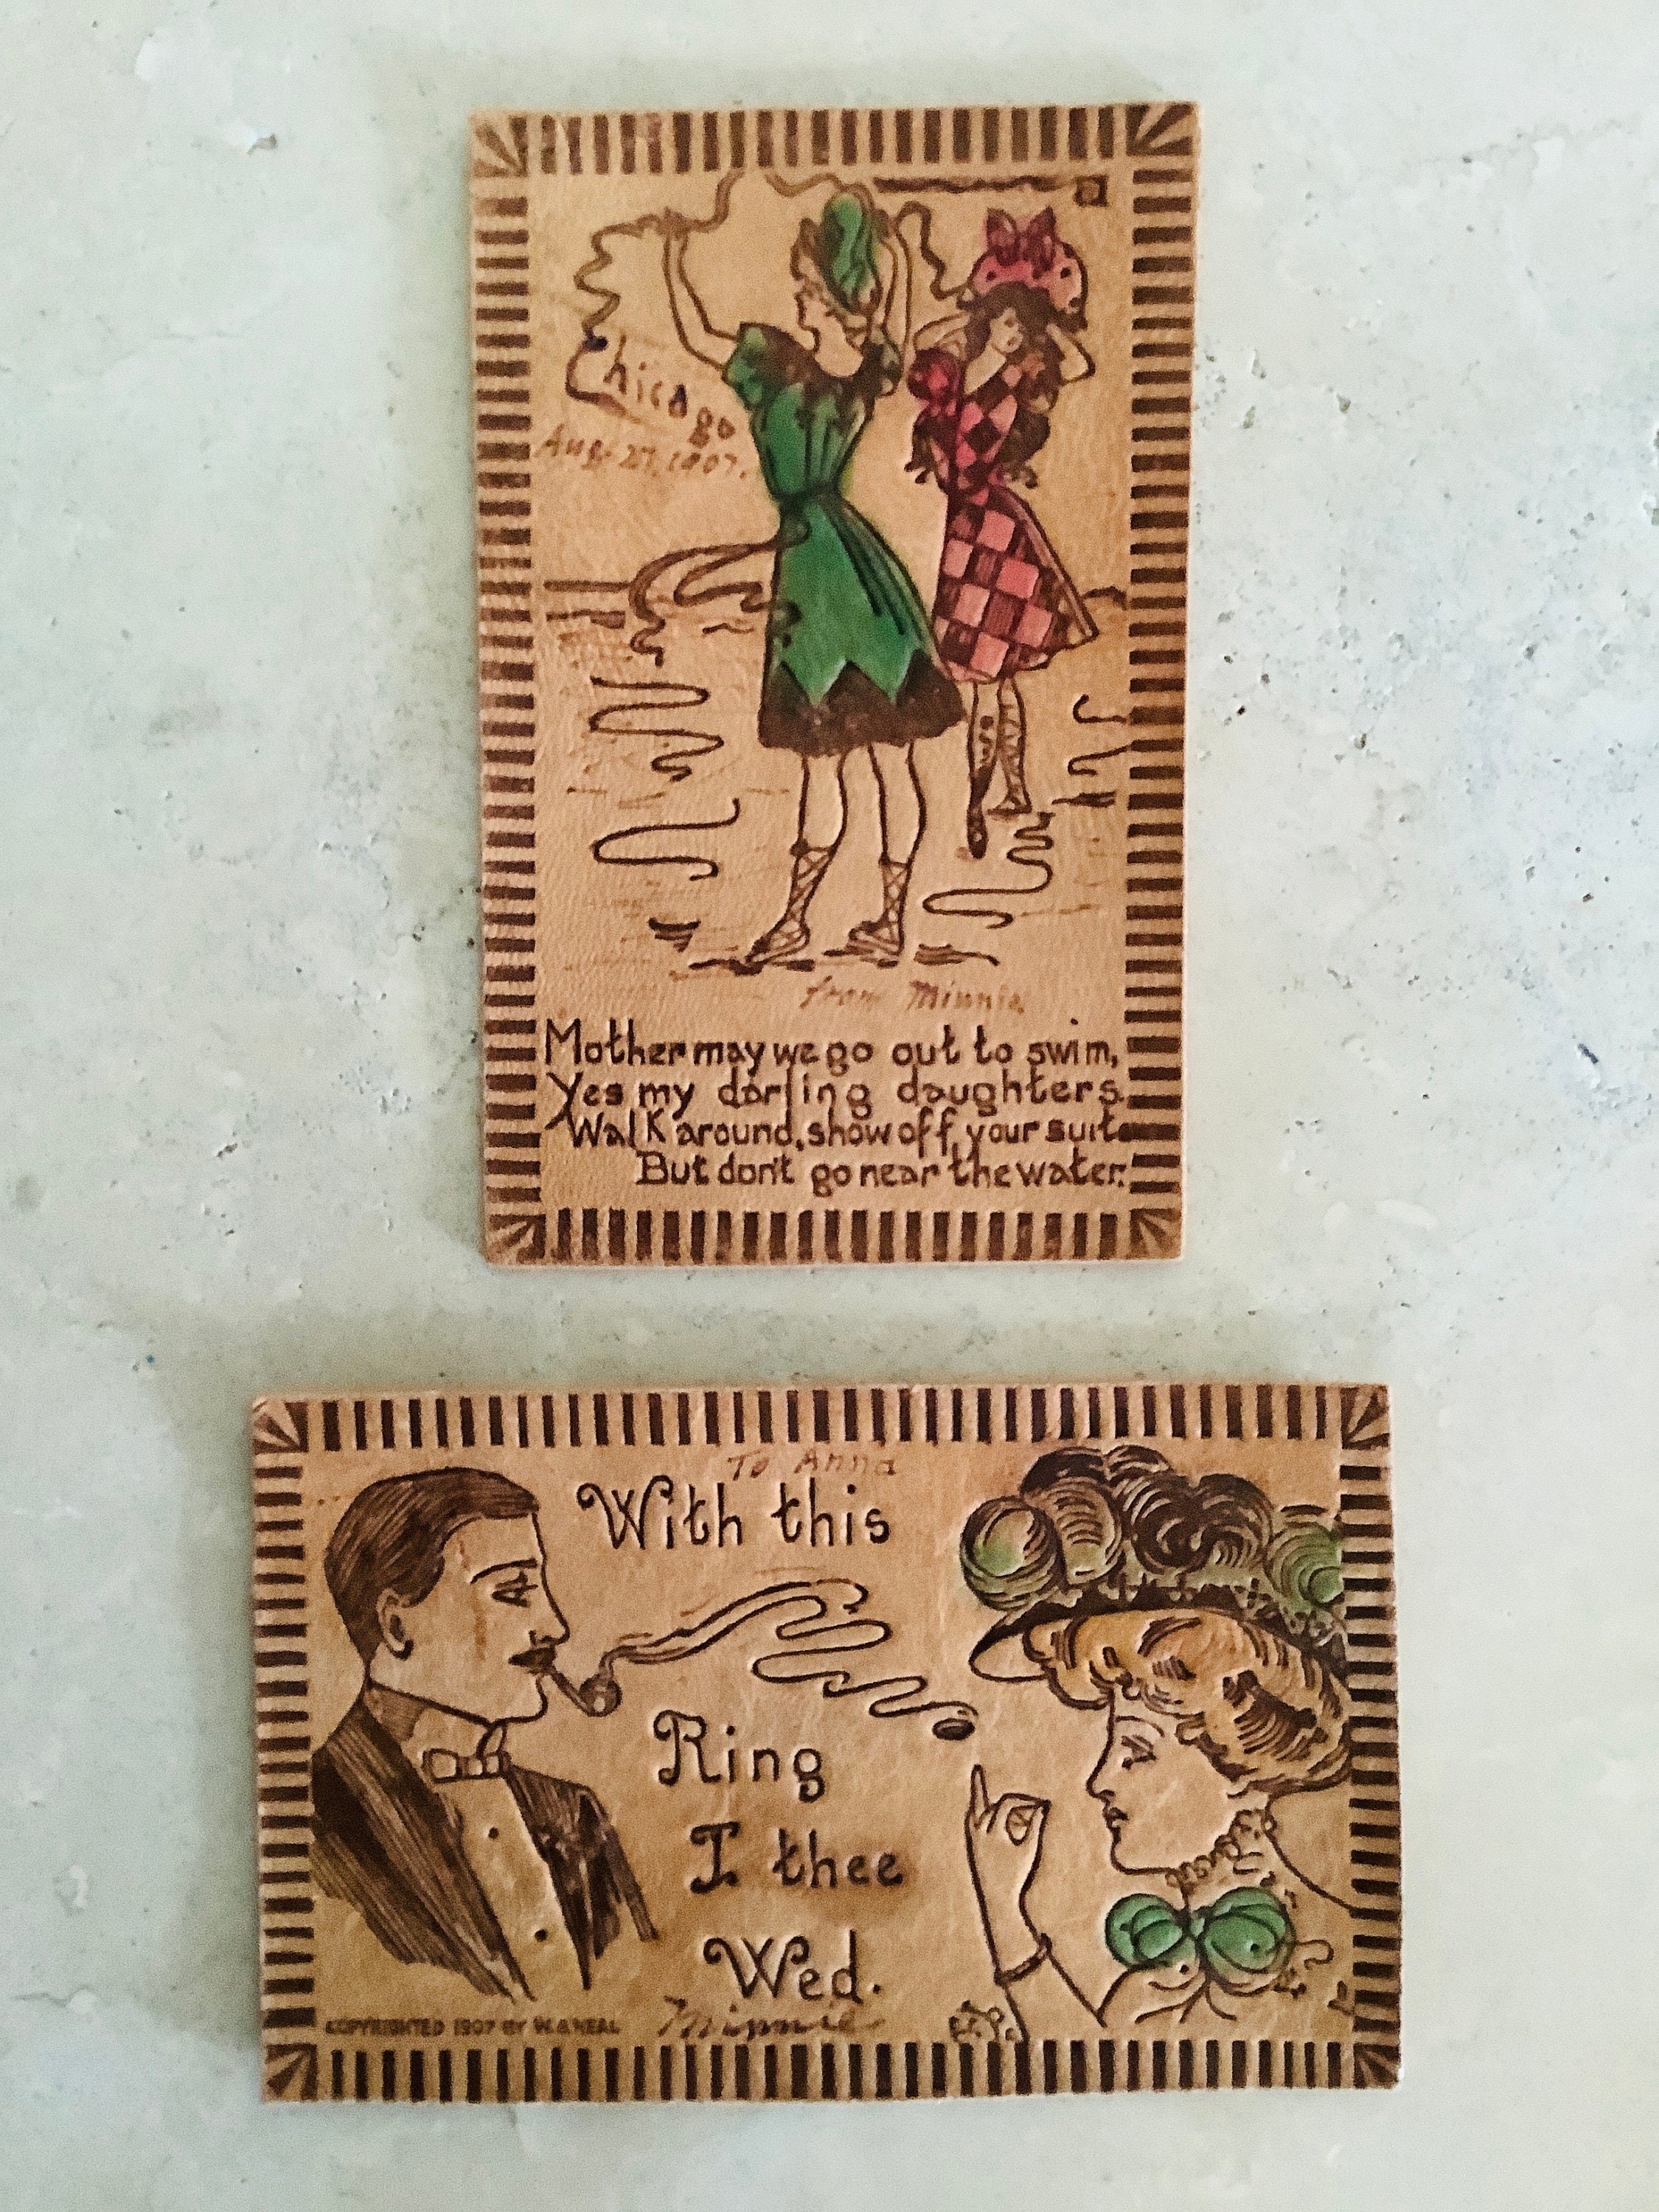 Chicago
Aug. 27, 1907.
from Minnie
Mother may we go out to swim,
Yes my darling daughters.
Walk around, show off, your suits
But don't go near the water.
To Anna
With this
Ring
I thee
Wed.
COPYRIGHTED 1907 BY W.S. HEAL
Minnie